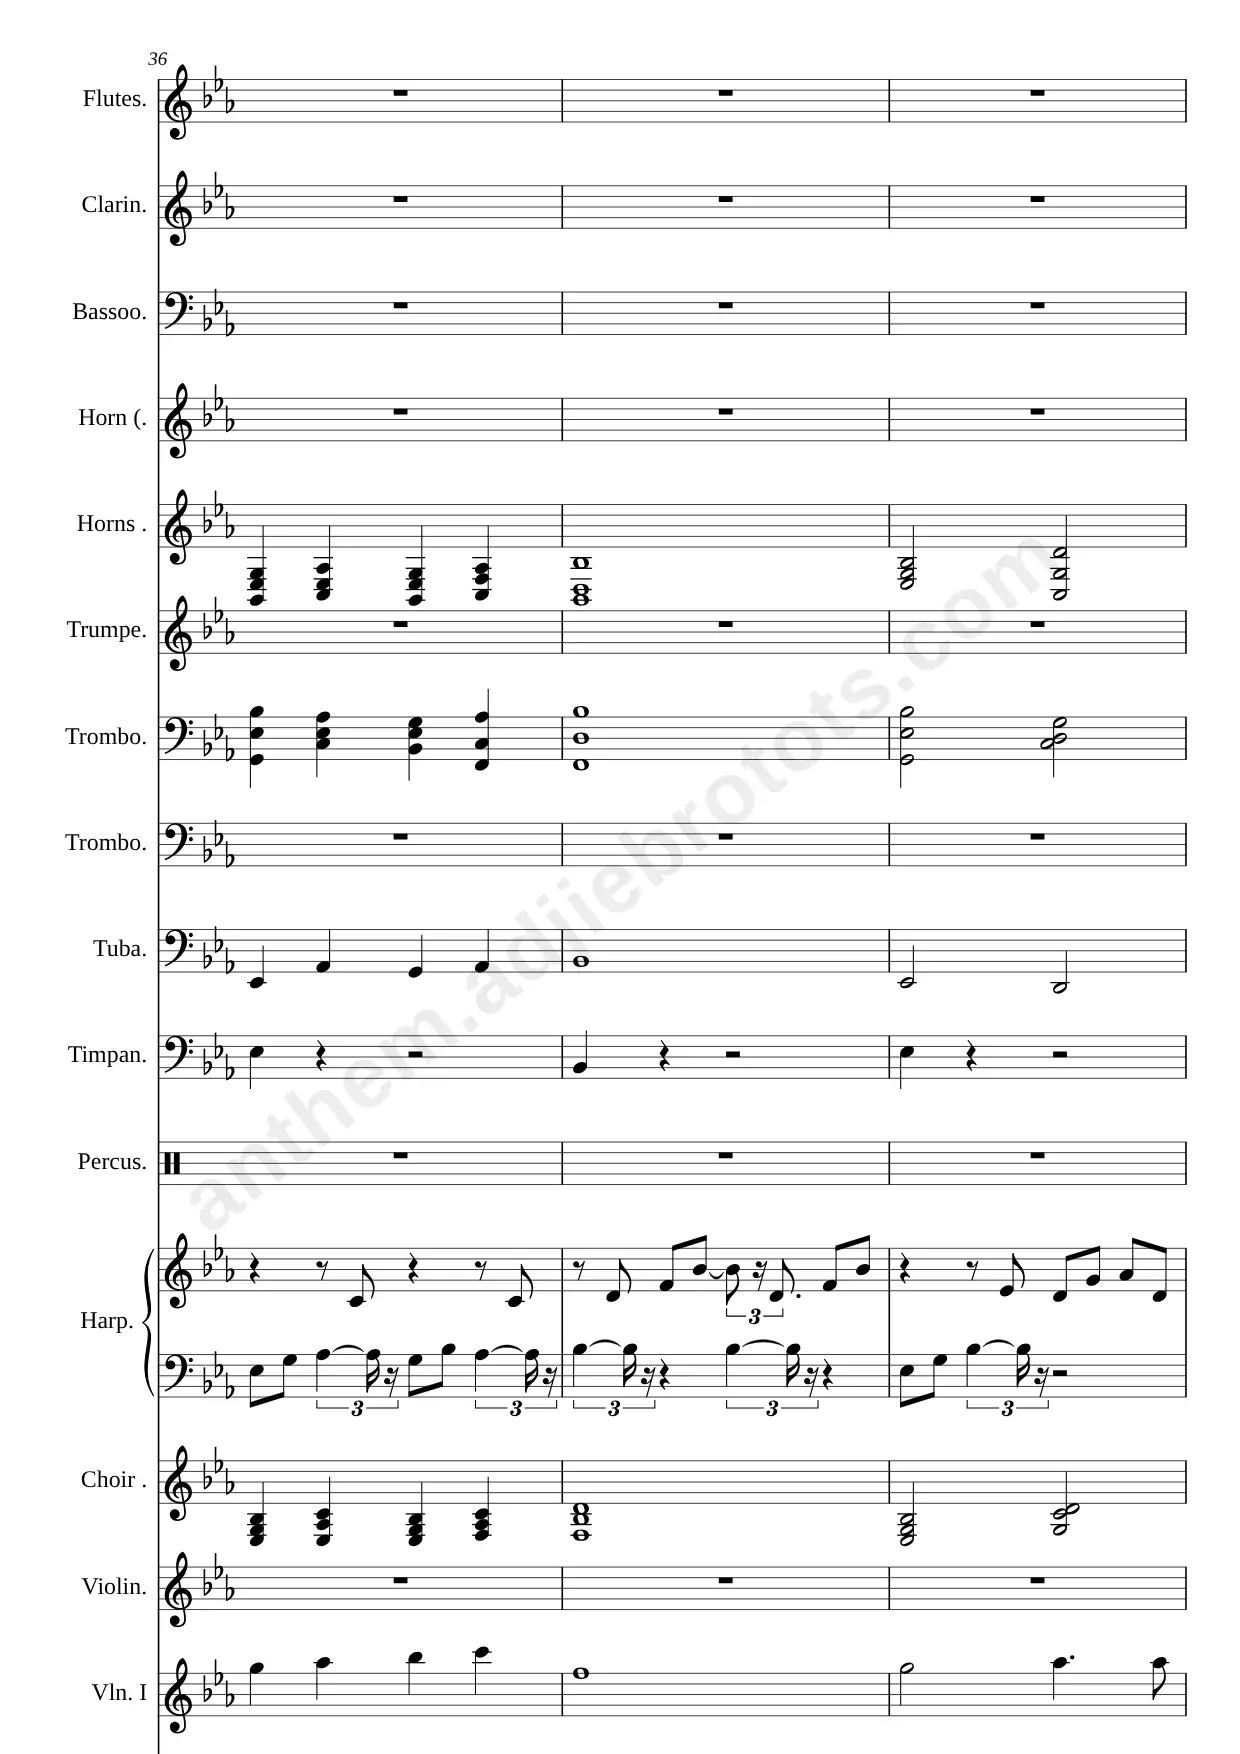 36
Flutes.
Clarin.
Bassoo.
Horn (.
Horns .
Trumpe.
Trombo.
Trombo.
Tuba.
Timpan.
Percus.
Harp.
3
3 3 3 3 3
Choir .
Violin.
Vln. I
anthem.adjiebrotots.com